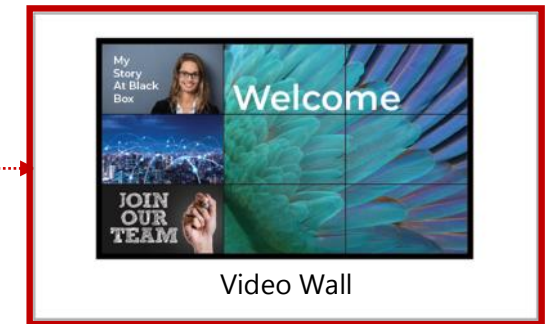 My
Story
At Black
Box
Welcome
JOIN
OUR
TEAM
Video Wall